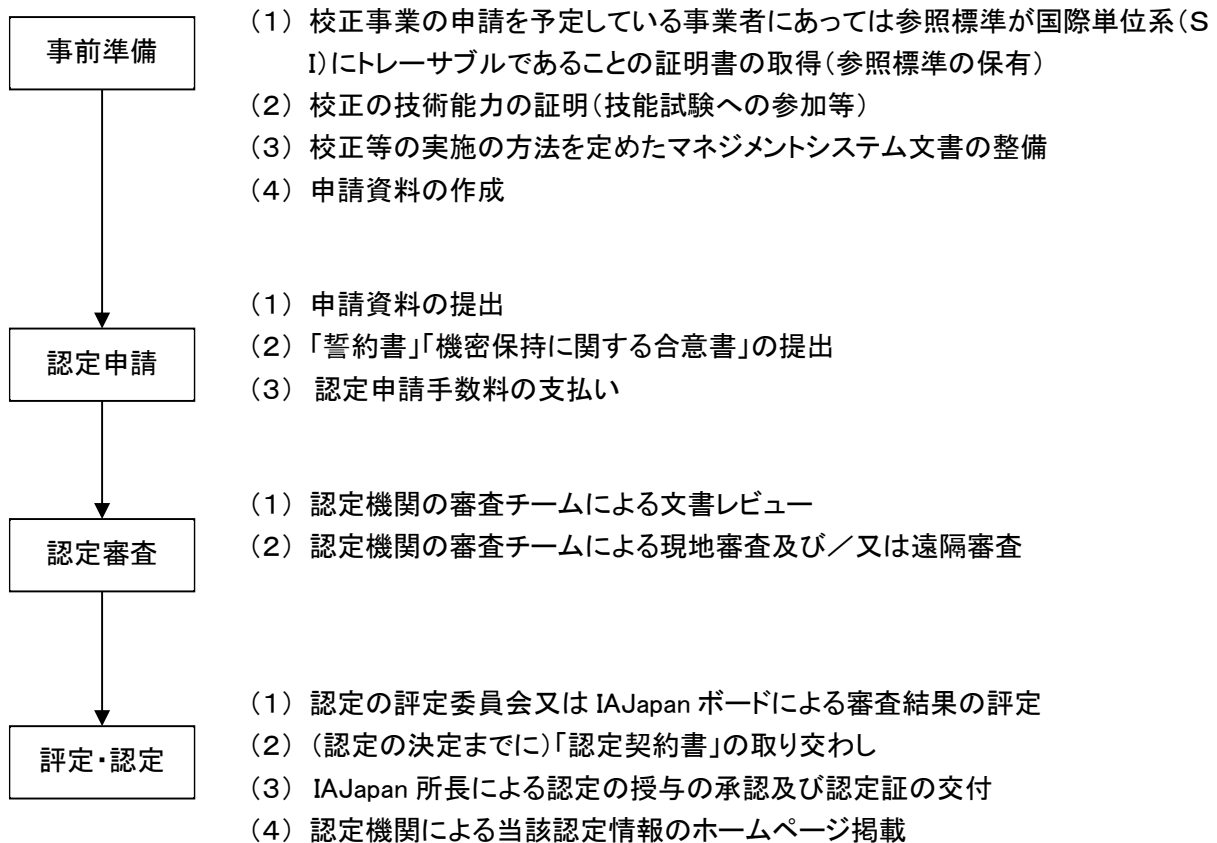 事前準備
（１） 校正事業の申請を予定している事業者にあっては参照標準が国際単位系（S
I）にトレーサブルであることの証明書の取得（参照標準の保有）
（２） 校正の技術能力の証明（技能試験への参加等）
（３） 校正等の実施の方法を定めたマネジメントシステム文書の整備
（４） 申請資料の作成
認定申請
（１） 申請資料の提出
（２） 「誓約書」「機密保持に関する合意書」の提出
（３） 認定申請手数料の支払い
認定審査
（１） 認定機関の審査チームによる文書レビュー
（２） 認定機関の審査チームによる現地審査及び／又は遠隔審査
評定・認定
（１） 認定の評定委員会又は IAJapan ボードによる審査結果の評定
（２） （認定の決定までに）「認定契約書」の取り交わし
（３） IAJapan 所長による認定の授与の承認及び認定証の交付
（４） 認定機関による当該認定情報のホームページ掲載